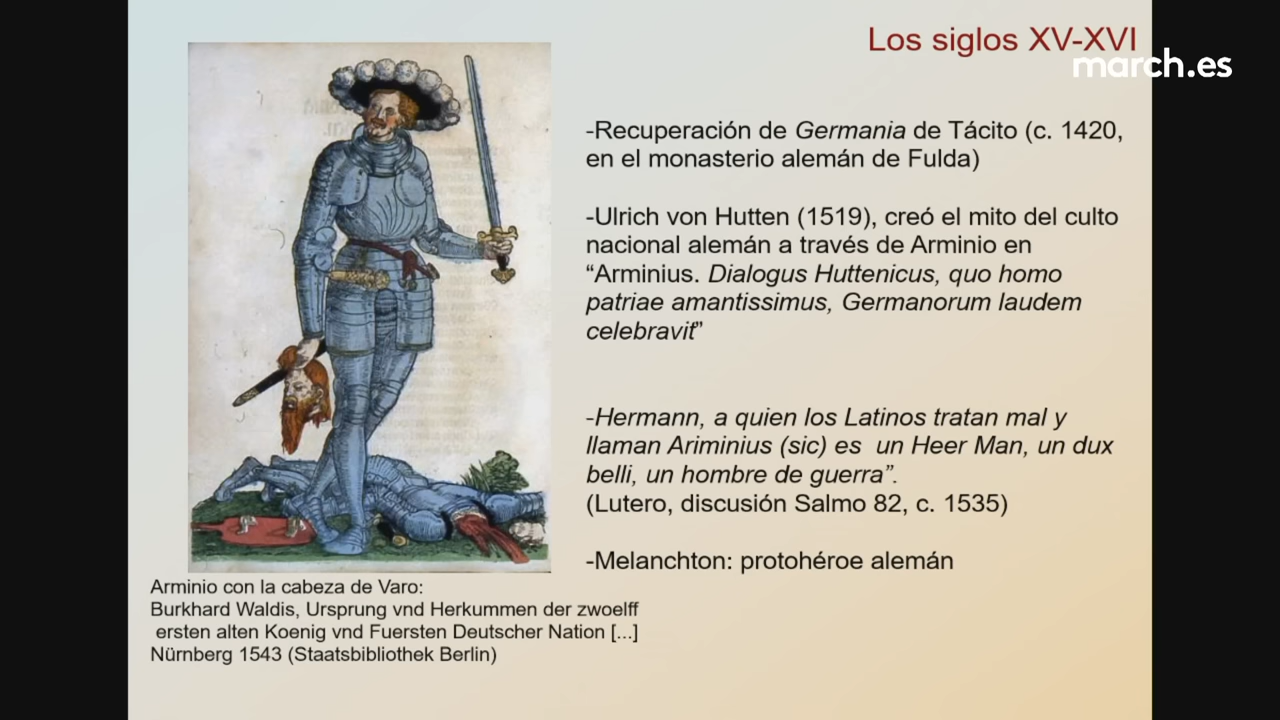 Los siglos XV-XVI
march.es
-Recuperación de Germania de Tácito (c. 1420,
en el monasterio alemán de Fulda)
-Ulrich von Hutten (1519), creó el mito del culto
nacional alemán a través de Arminio en
“Arminius. Dialogus Huttenicus, quo homo
patriae amantissimus, Germanorum laudem
celebravit”
-Hermann, a quien los Latinos tratan mal y
llaman Ariminius (sic) es un Heer Man, un dux
belli, un hombre de guerra”.
(Lutero, discusión Salmo 82, c. 1535)
-Melanchton: protohéroe alemán
Arminio con la cabeza de Varo:
Burkhard Waldis, Ursprung vnd Herkummen der zwoelff
ersten alten Koenig vnd Fuersten Deutscher Nation [...]
Nürnberg 1543 (Staatsbibliothek Berlin)